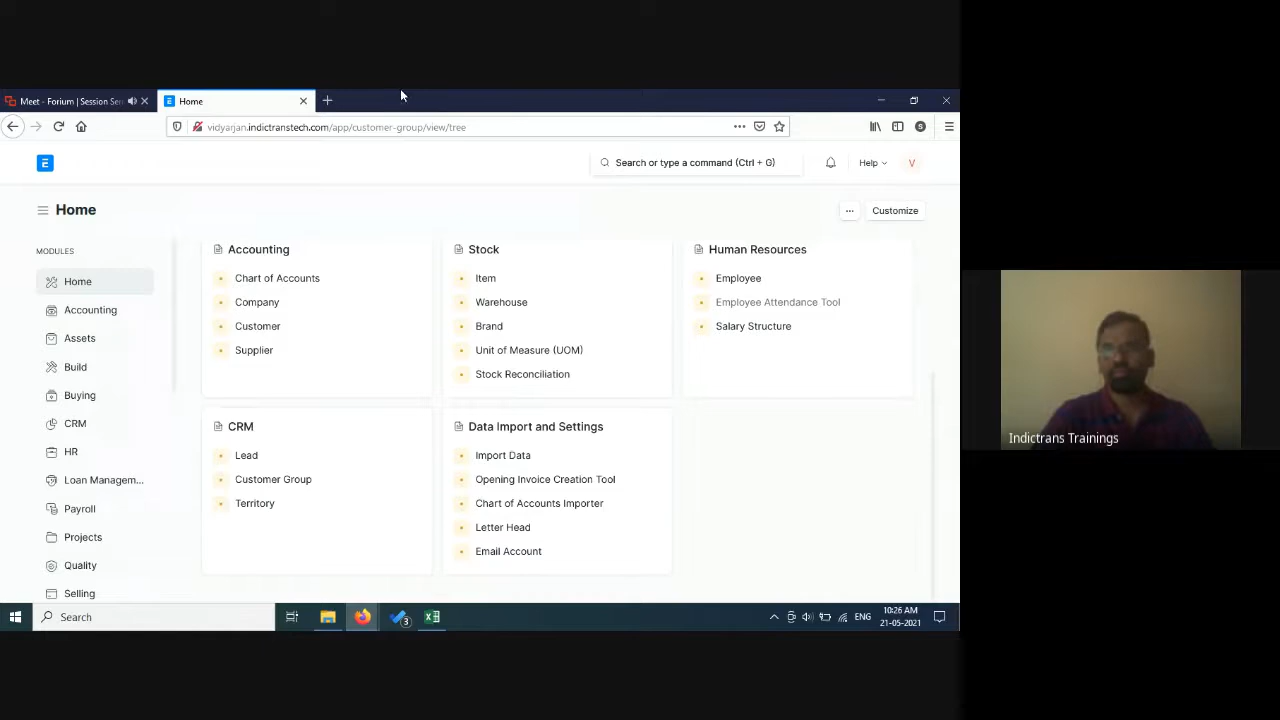 Meet - Forium | Session Ser
Home
vidyarjan.indictranstech.com/app/customer-group/view/tree
Search or type a command (Ctrl + G)
Help
V
Home
Customize
MODULES
Home
Accounting
Assets
Build
Buying
CRM
HR
Loan Managem...
Payroll
Projects
Quality
Selling
Accounting
Chart of Accounts
Company
Customer
Supplier
Stock
Item
Warehouse
Brand
Unit of Measure (UOM)
Stock Reconciliation
Human Resources
Employee
Employee Attendance Tool
Salary Structure
CRM
Lead
Customer Group
Territory
Data Import and Settings
Import Data
Opening Invoice Creation Tool
Chart of Accounts Importer
Letter Head
Email Account
Indictrans Trainings
Search
3
ENG
10:26 AM
21-05-2021